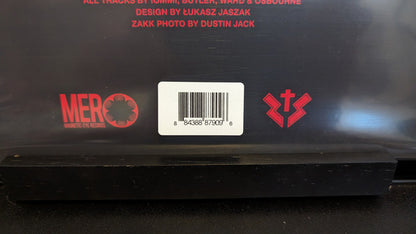 ALL TRACKS BY IOMMI, BUTLER, WARD & OSBOURNE
DESIGN BY ŁUKASZ JASZAK
ZAKK PHOTO BY DUSTIN JACK
MER
MAGNETIC EYE RECORDS
8 84388 87909 6